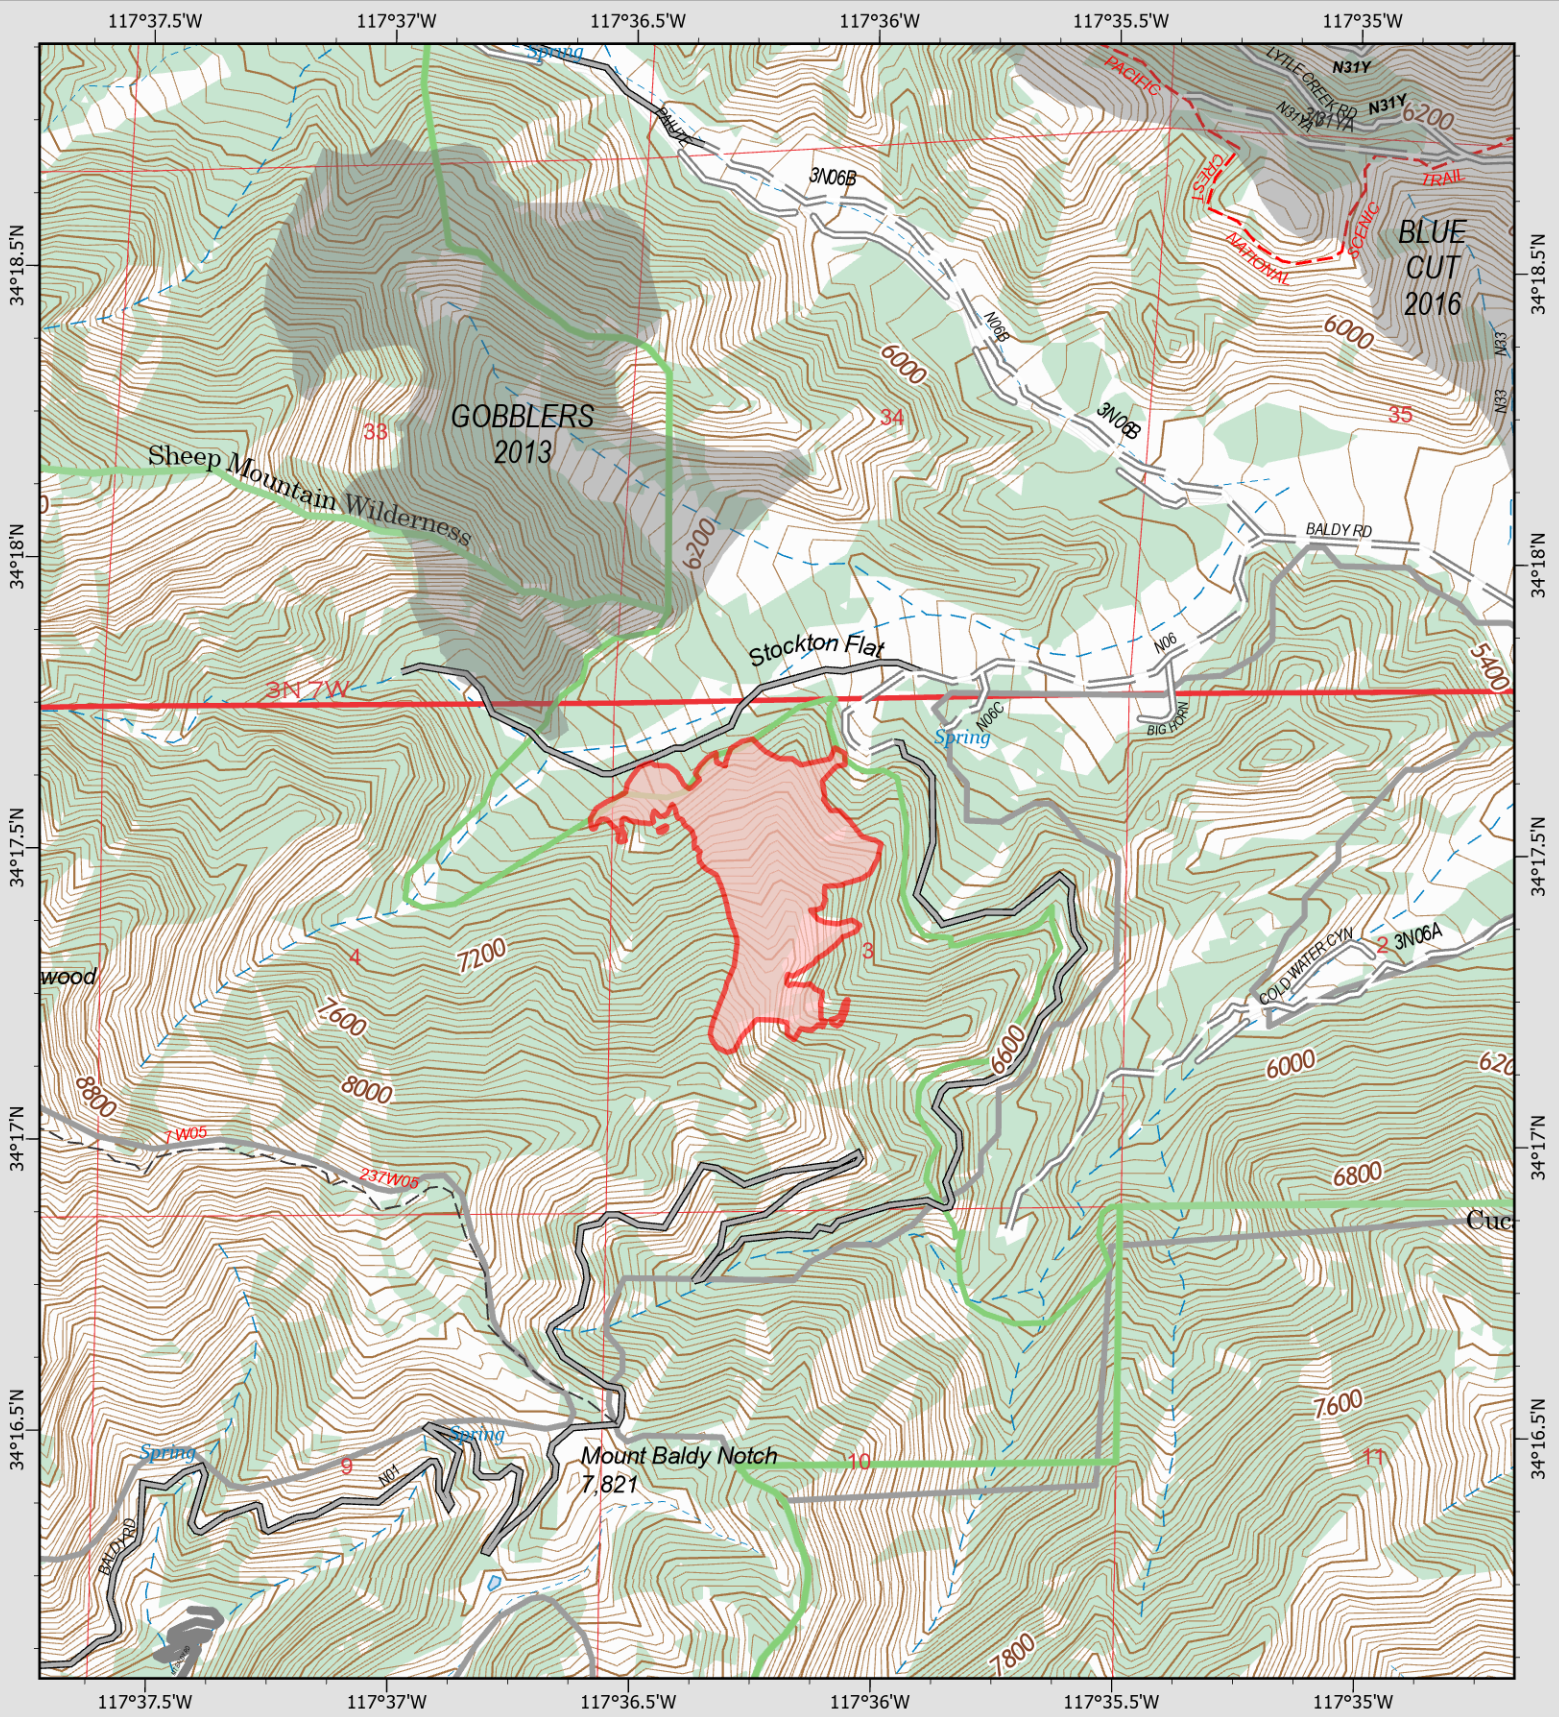 117°37.5'W 117°37'W 117°36.5'W 117°36'W 117°35.5'W 117°35'W
Spring
PACIFIC
LYTLE CREEK RD
N31Y
N31Y
N31YA
3N31YA
6200
PAIUTE
3N06B
CREST
TRAIL
SCENIC
NATIONAL
BLUE
CUT
2016
34°18.5'N
34°18.5'N
N06B
6000
6000
N33
N33
GOBBLERS
2013
33
34
35
3N06B
Sheep Mountain Wilderness
0
6200
BALDY RD
34°18'N
34°18'N
Stockton Flat
N06
5400
3N 7W
N06C
BIG HORN
Spring
34°17.5'N
34°17.5'N
4
7200
3
2
3N06A
COLD WATER CYN
wood
7600
6600
8800
8000
6000
620
34°17'N
34°17'N
7W05
237W05
6800
Cuc
7600
34°16.5'N
34°16.5'N
Spring
Spring
9
N01
Mount Baldy Notch
7,821
10
11
BALDY RD
7800
117°37.5'W 117°37'W 117°36.5'W 117°36'W 117°35.5'W 117°35'W